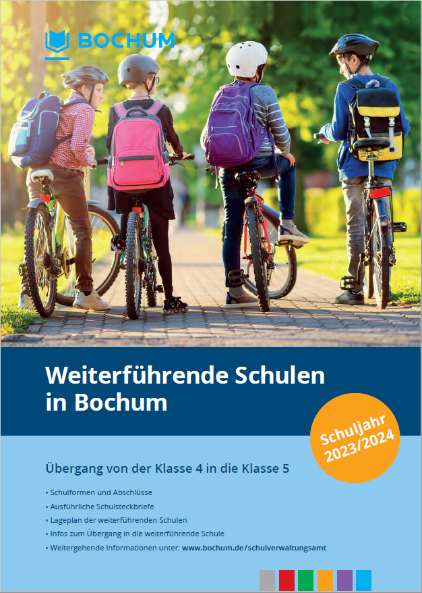 BOCHUM
Weiterführende Schulen
in Bochum
Schuljahr
2023/2024
Übergang von der Klasse 4 in die Klasse 5
• Schulformen und Abschlüsse
• Ausführliche Schulsteckbriefe
• Lageplan der weiterführenden Schulen
• Infos zum Übergang in die weiterführende Schule
• Weitergehende Informationen unter: www.bochum.de/schulverwaltungsamt